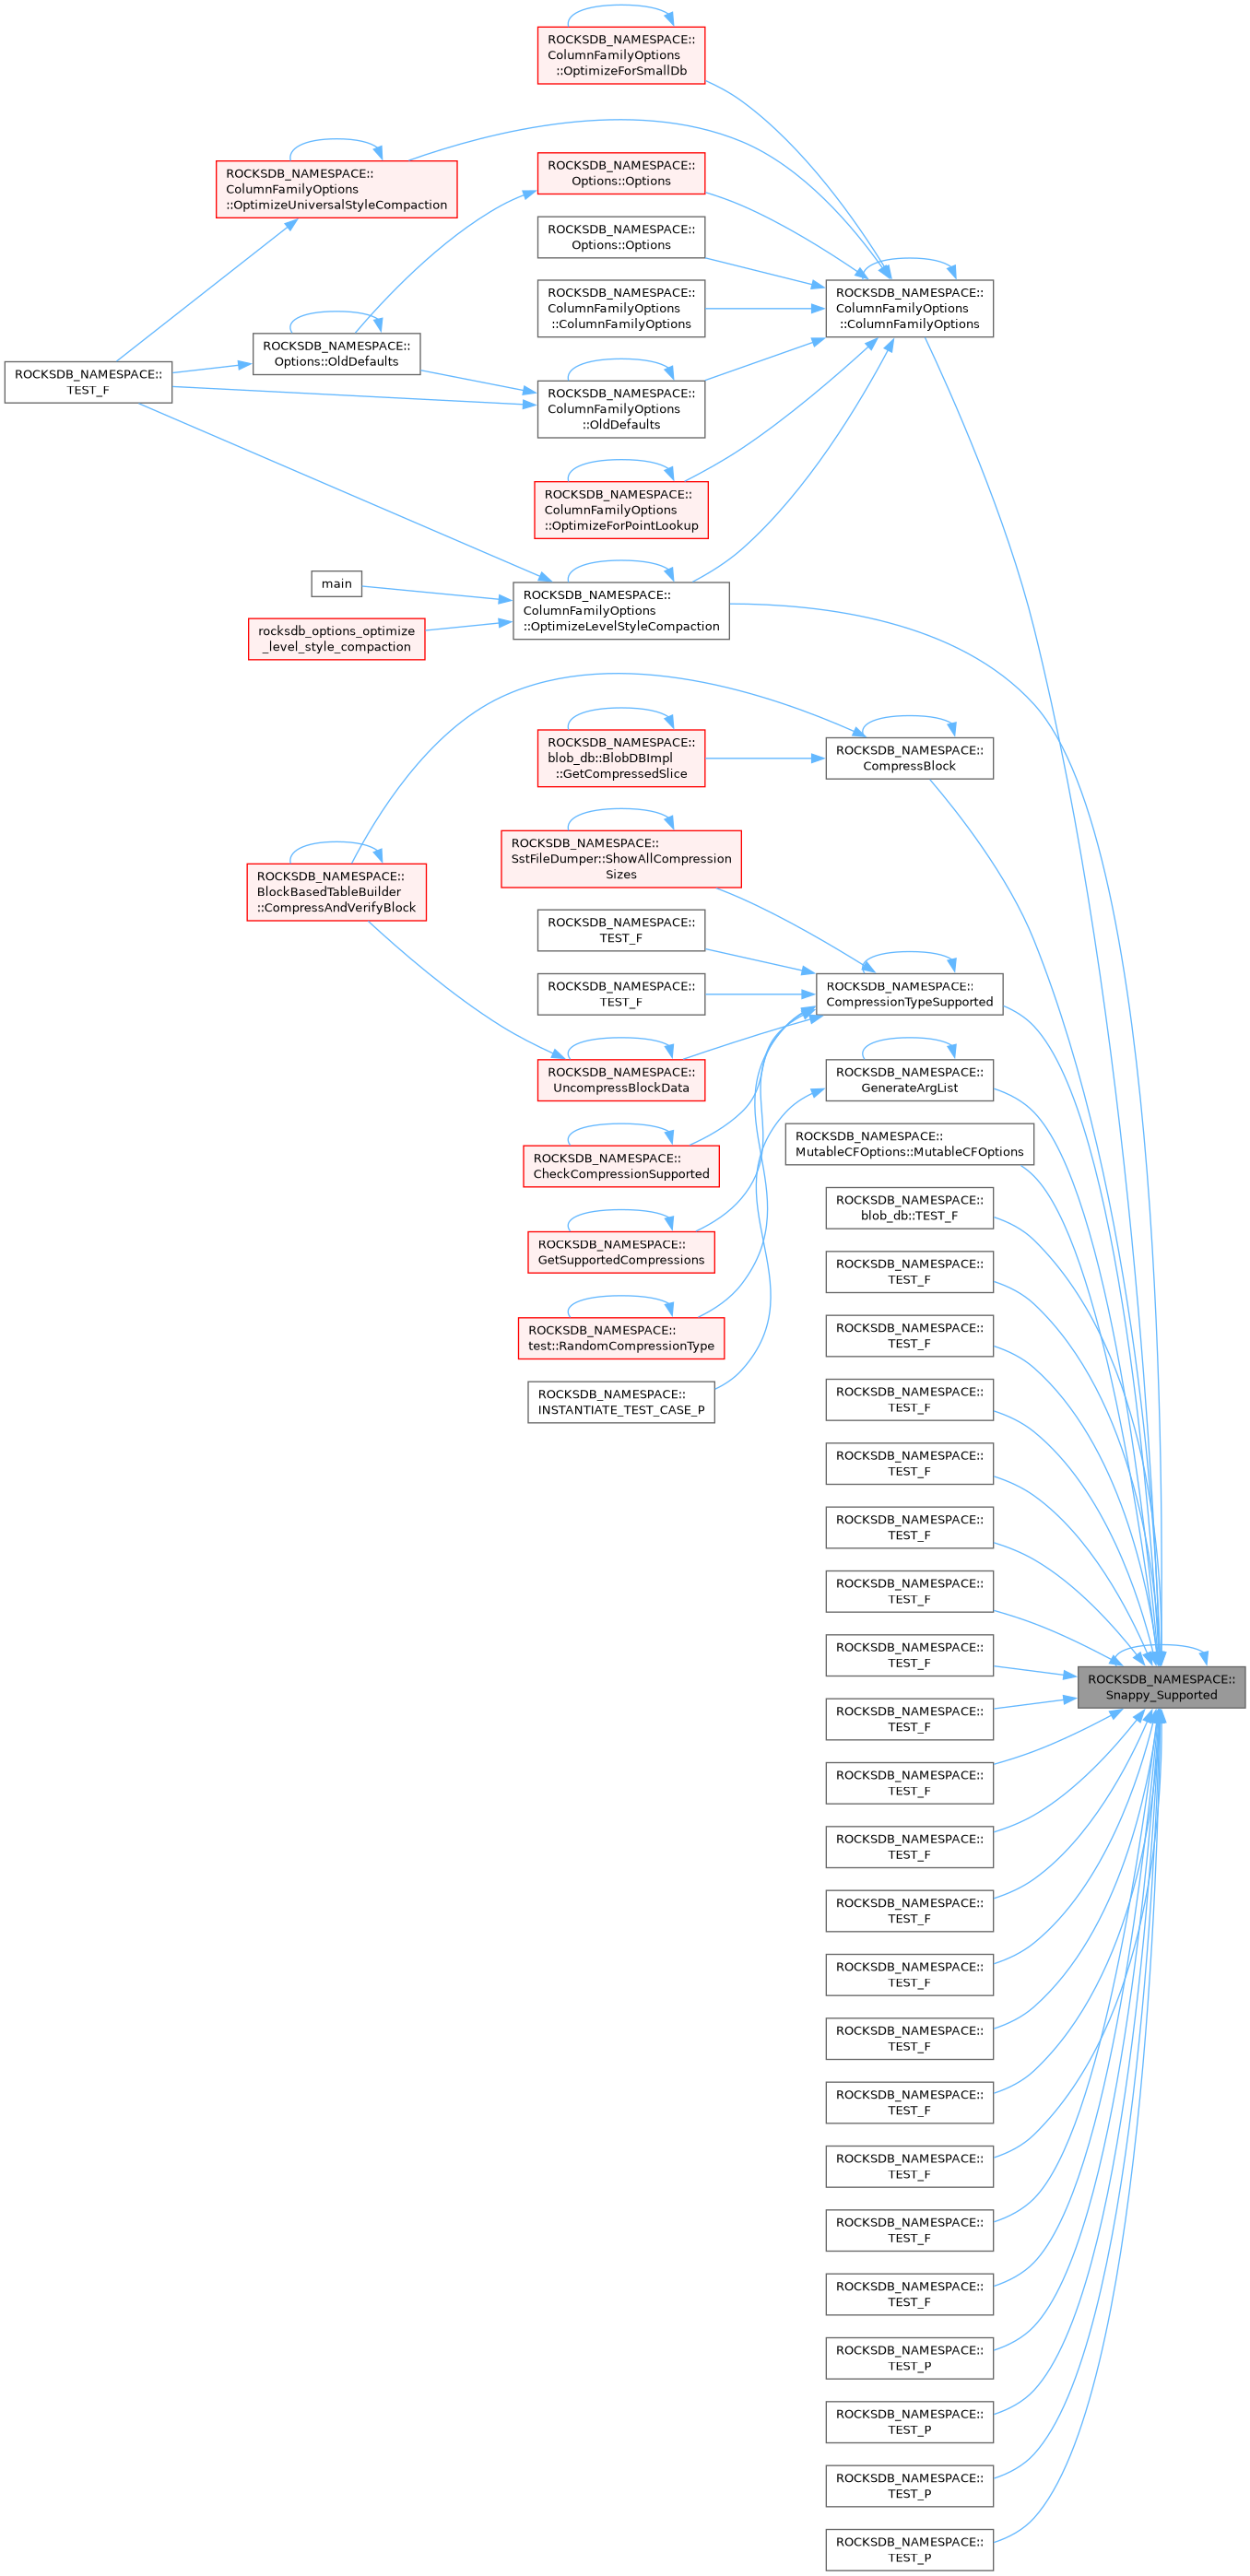 ROCKSDB_NAMESPACE::
ColumnFamilyOptions
::OptimizeForSmallDb
ROCKSDB_NAMESPACE::
ColumnFamilyOptions
::OptimizeUniversalStyleCompaction
ROCKSDB_NAMESPACE::
Options::Options
ROCKSDB_NAMESPACE::
Options::Options
ROCKSDB_NAMESPACE::
ColumnFamilyOptions
::ColumnFamilyOptions
ROCKSDB_NAMESPACE::
ColumnFamilyOptions
::ColumnFamilyOptions
ROCKSDB_NAMESPACE::
Options::OldDefaults
ROCKSDB_NAMESPACE::
TEST_F
ROCKSDB_NAMESPACE::
ColumnFamilyOptions
::OldDefaults
ROCKSDB_NAMESPACE::
ColumnFamilyOptions
::OptimizeForPointLookup
main
ROCKSDB_NAMESPACE::
ColumnFamilyOptions
::OptimizeLevelStyleCompaction
rocksdb_options_optimize
_level_style_compaction
ROCKSDB_NAMESPACE::
blob_db::BlobDBImpl
::GetCompressedSlice
ROCKSDB_NAMESPACE::
CompressBlock
ROCKSDB_NAMESPACE::
SstFileDumper::ShowAllCompression
Sizes
ROCKSDB_NAMESPACE::
BlockBasedTableBuilder
::CompressAndVerifyBlock
ROCKSDB_NAMESPACE::
TEST_F
ROCKSDB_NAMESPACE::
TEST_F
ROCKSDB_NAMESPACE::
CompressionTypeSupported
ROCKSDB_NAMESPACE::
UncompressBlockData
ROCKSDB_NAMESPACE::
GenerateArgList
ROCKSDB_NAMESPACE::
CheckCompressionSupported
ROCKSDB_NAMESPACE::
MutableCFOptions::MutableCFOptions
ROCKSDB_NAMESPACE::
GetSupportedCompressions
ROCKSDB_NAMESPACE::
blob_db::TEST_F
ROCKSDB_NAMESPACE::
TEST_F
ROCKSDB_NAMESPACE::
test::RandomCompressionType
ROCKSDB_NAMESPACE::
TEST_F
ROCKSDB_NAMESPACE::
INSTANTIATE_TEST_CASE_P
ROCKSDB_NAMESPACE::
TEST_F
ROCKSDB_NAMESPACE::
TEST_F
ROCKSDB_NAMESPACE::
TEST_F
ROCKSDB_NAMESPACE::
TEST_F
ROCKSDB_NAMESPACE::
TEST_F
ROCKSDB_NAMESPACE::
Snappy_Supported
ROCKSDB_NAMESPACE::
TEST_F
ROCKSDB_NAMESPACE::
TEST_F
ROCKSDB_NAMESPACE::
TEST_F
ROCKSDB_NAMESPACE::
TEST_F
ROCKSDB_NAMESPACE::
TEST_F
ROCKSDB_NAMESPACE::
TEST_F
ROCKSDB_NAMESPACE::
TEST_F
ROCKSDB_NAMESPACE::
TEST_F
ROCKSDB_NAMESPACE::
TEST_F
ROCKSDB_NAMESPACE::
TEST_F
ROCKSDB_NAMESPACE::
TEST_P
ROCKSDB_NAMESPACE::
TEST_P
ROCKSDB_NAMESPACE::
TEST_P
ROCKSDB_NAMESPACE::
TEST_P